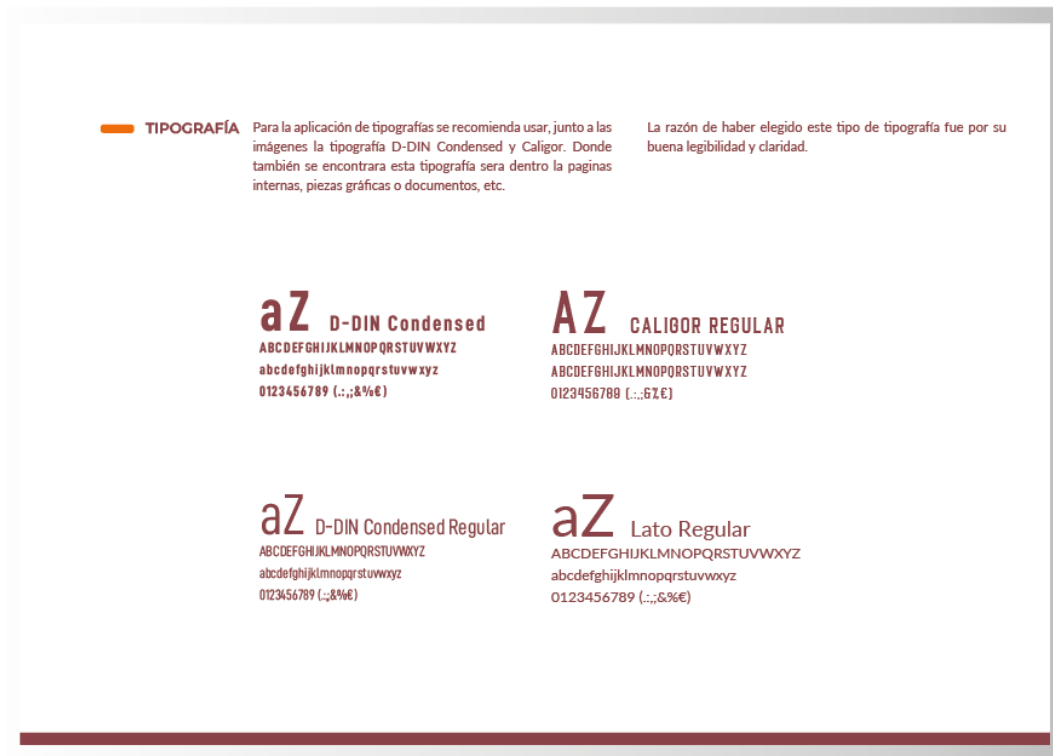 TIPOGRAFÍA
Para la aplicación de tipografías se recomienda usar, junto a las
imágenes la tipografía D-DIN Condensed y Caligor. Donde
también se encontrara esta tipografía sera dentro la paginas
internas, piezas gráficas o documentos, etc.
La razón de haber elegido este tipo de tipografía fue por su
buena legibilidad y claridad.
aZ D-DIN Condensed
ABCDEFGHIJKLMNOPQRSTUVWXYZ
abcdefghijklmnopqrstuvwxyz
0123456789 (.:,;&%€)
AZ CALIGOR REGULAR
ABCDEFGHIJKLMNOPQRSTUVWXYZ
ABCDEFGHIJKLMNOPQRSTUVWXYZ
0123456789 (.:,;&%€)
aZ D-DIN Condensed Regular
ABCDEFGHIJKLMNOPQRSTUVWXYZ
abcdefghijklmnopqrstuvwxyz
0123456789 (.:,;&%€)
aZ Lato Regular
ABCDEFGHIJKLMNOPQRSTUVWXYZ
abcdefghijklmnopqrstuvwxyz
0123456789 (.:,;&%€)